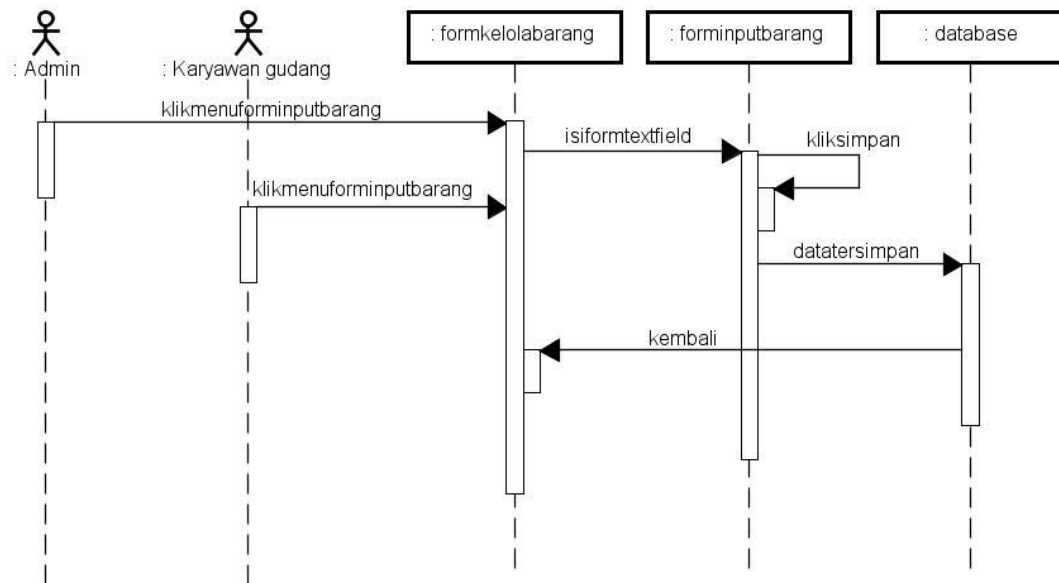 : Admin
: Karyawan gudang
: formkelolabarang
: forminputbarang
: database
klikmenuforminputbarang
isiformtextfield
kliksimpan
klikmenuforminputbarang
datatersimpan
kembali